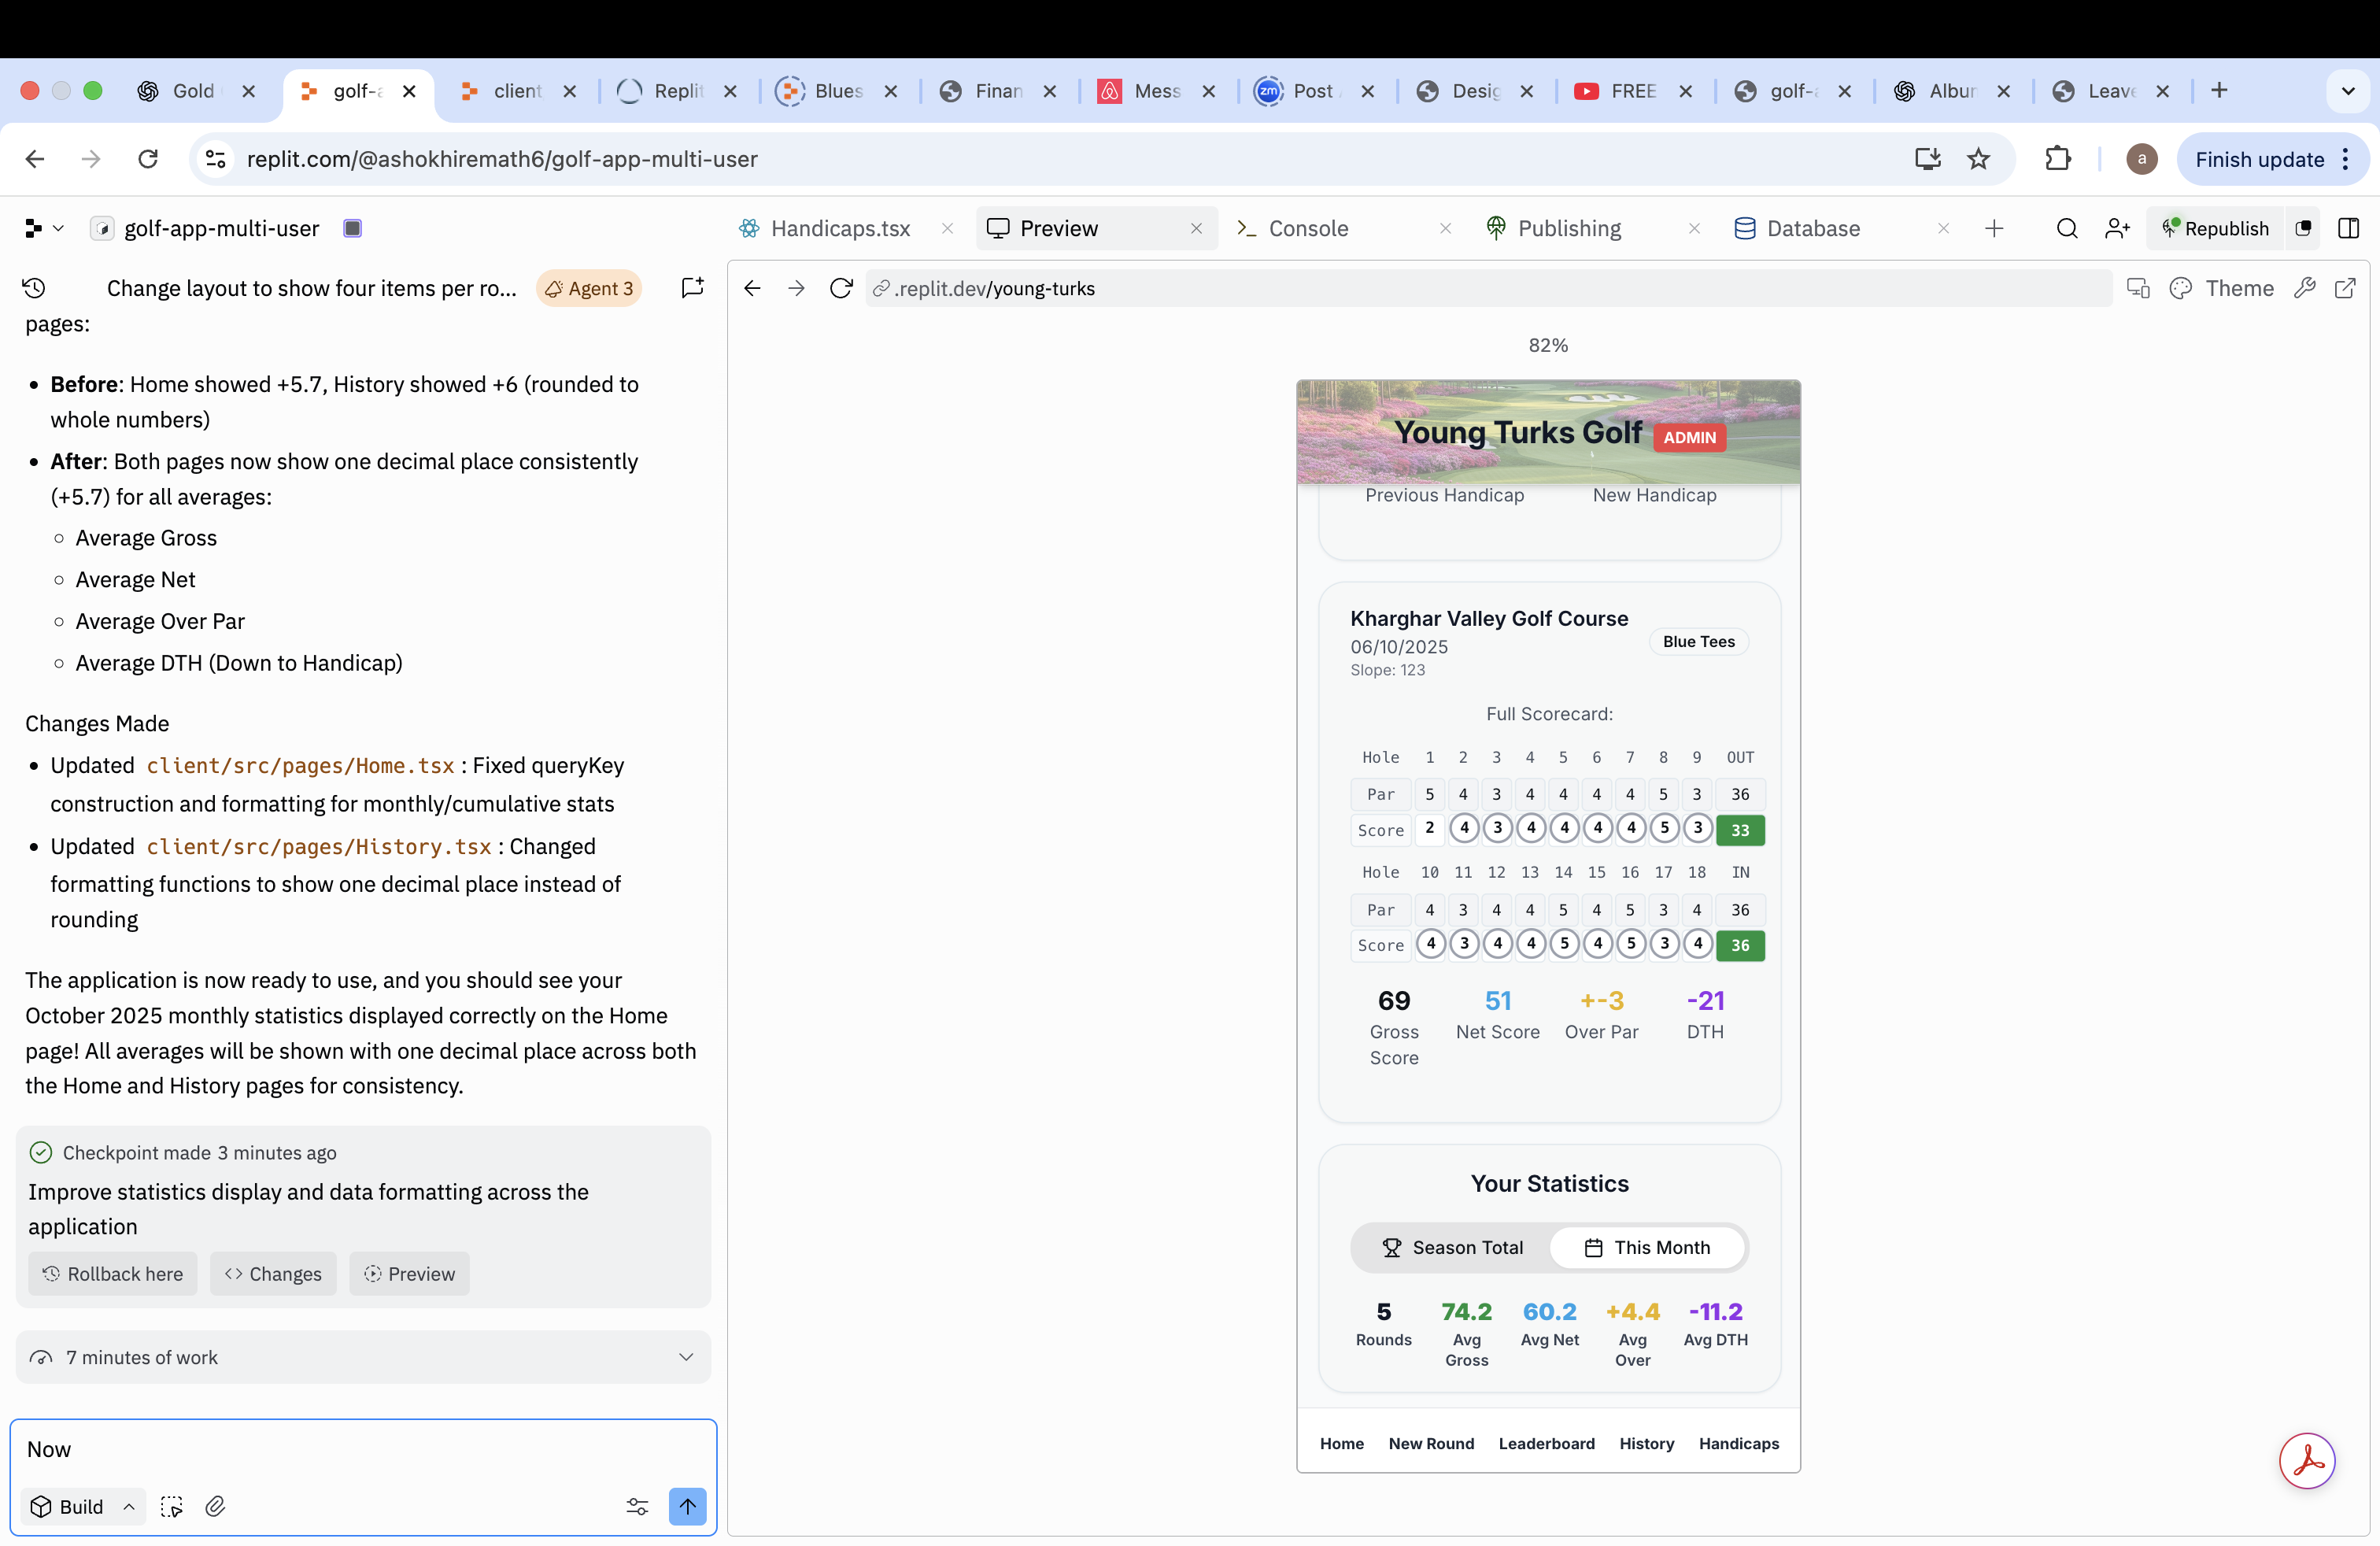 Gold
golf-a
client
Replit
Blues
Finan
Mess
Post
Desig
FREE
golf-a
Albur
Leave
replit.com/@ashokhiremath6/golf-app-multi-user
a
Finish update
golf-app-multi-user
Handicaps.tsx
Preview
Console
Publishing
Database
Republish
Change layout to show four items per ro...
Agent 3
.replit.dev/young-turks
Theme
pages:
Before: Home showed +5.7, History showed +6 (rounded to
whole numbers)
After: Both pages now show one decimal place consistently
(+5.7) for all averages:
Average Gross
Average Net
Average Over Par
Average DTH (Down to Handicap)
Changes Made
Updated client/src/pages/Home.tsx : Fixed queryKey
construction and formatting for monthly/cumulative stats
Updated client/src/pages/History.tsx : Changed
formatting functions to show one decimal place instead of
rounding
The application is now ready to use, and you should see your
October 2025 monthly statistics displayed correctly on the Home
page! All averages will be shown with one decimal place across both
the Home and History pages for consistency.
Checkpoint made 3 minutes ago
Improve statistics display and data formatting across the
application
Rollback here
Changes
Preview
7 minutes of work
Now
Build
82%
Young Turks Golf ADMIN
Previous Handicap New Handicap
Kharghar Valley Golf Course
06/10/2025
Blue Tees
Slope: 123
Full Scorecard:
Hole 1 2 3 4 5 6 7 8 9 OUT
Par 5 4 3 4 4 4 4 5 3 36
Score 2 4 3 4 4 4 4 5 3 33
Hole 10 11 12 13 14 15 16 17 18 IN
Par 4 3 4 4 5 4 5 3 4 36
Score 4 3 4 4 5 4 5 3 4 36
69 51 +-3 -21
Gross Net Score Over Par DTH
Score
Your Statistics
Season Total This Month
5 74.2 60.2 +4.4 -11.2
Rounds Avg Avg Net Avg Avg DTH
Gross Over
Home New Round Leaderboard History Handicaps